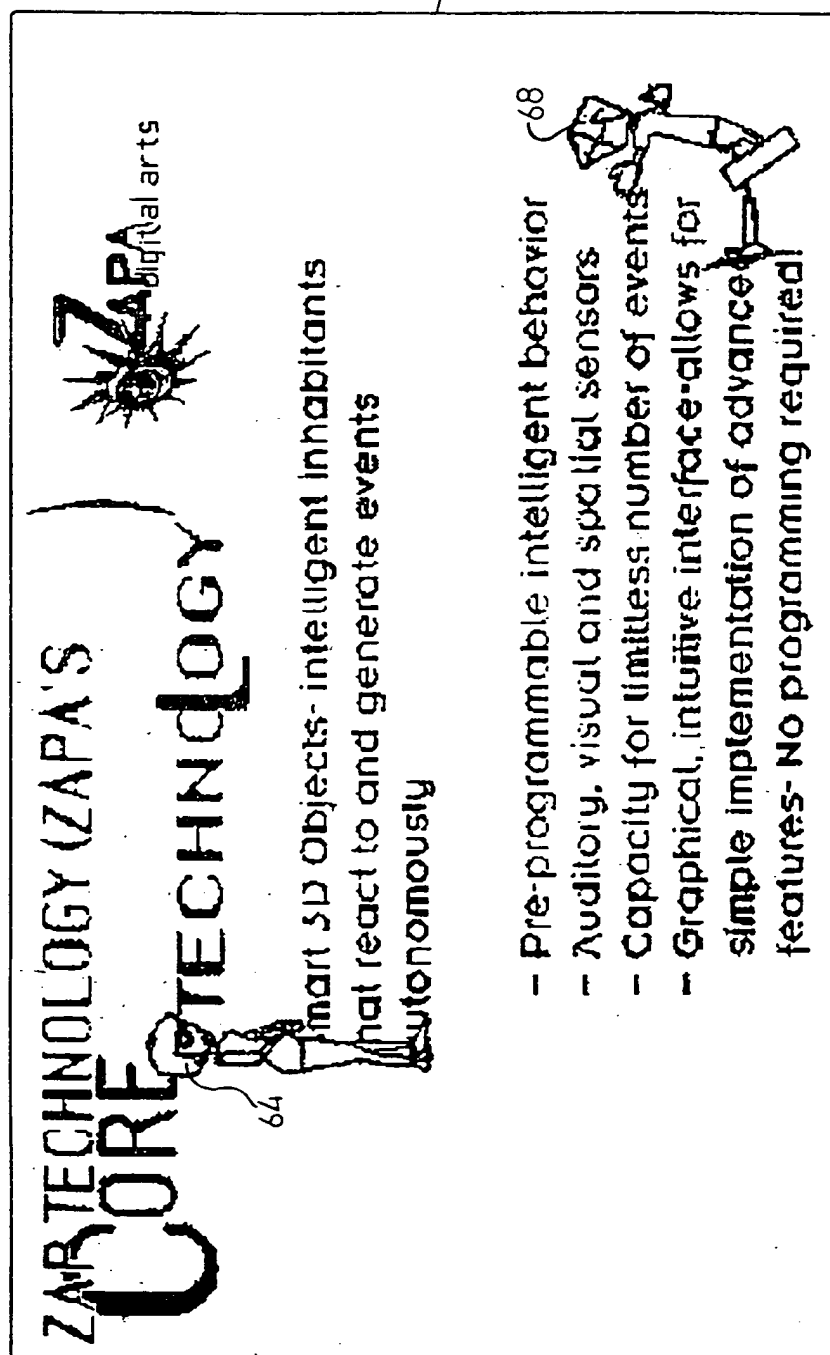 ZAP TECHNOLOGY (ZAPA'S
CORE TECHNOLOGY )
ZAPA
digital arts
64
mart 3D Objects- intelligent inhabitants
hat react to and generate events
utonomously
68
- Pre-programmable intelligent behavior
- Auditory, visual and spatial sensors
- Capacity for limitless number of events
- Graphical, intuitive interface-allows for
simple implementation of advance
features- No programming required!